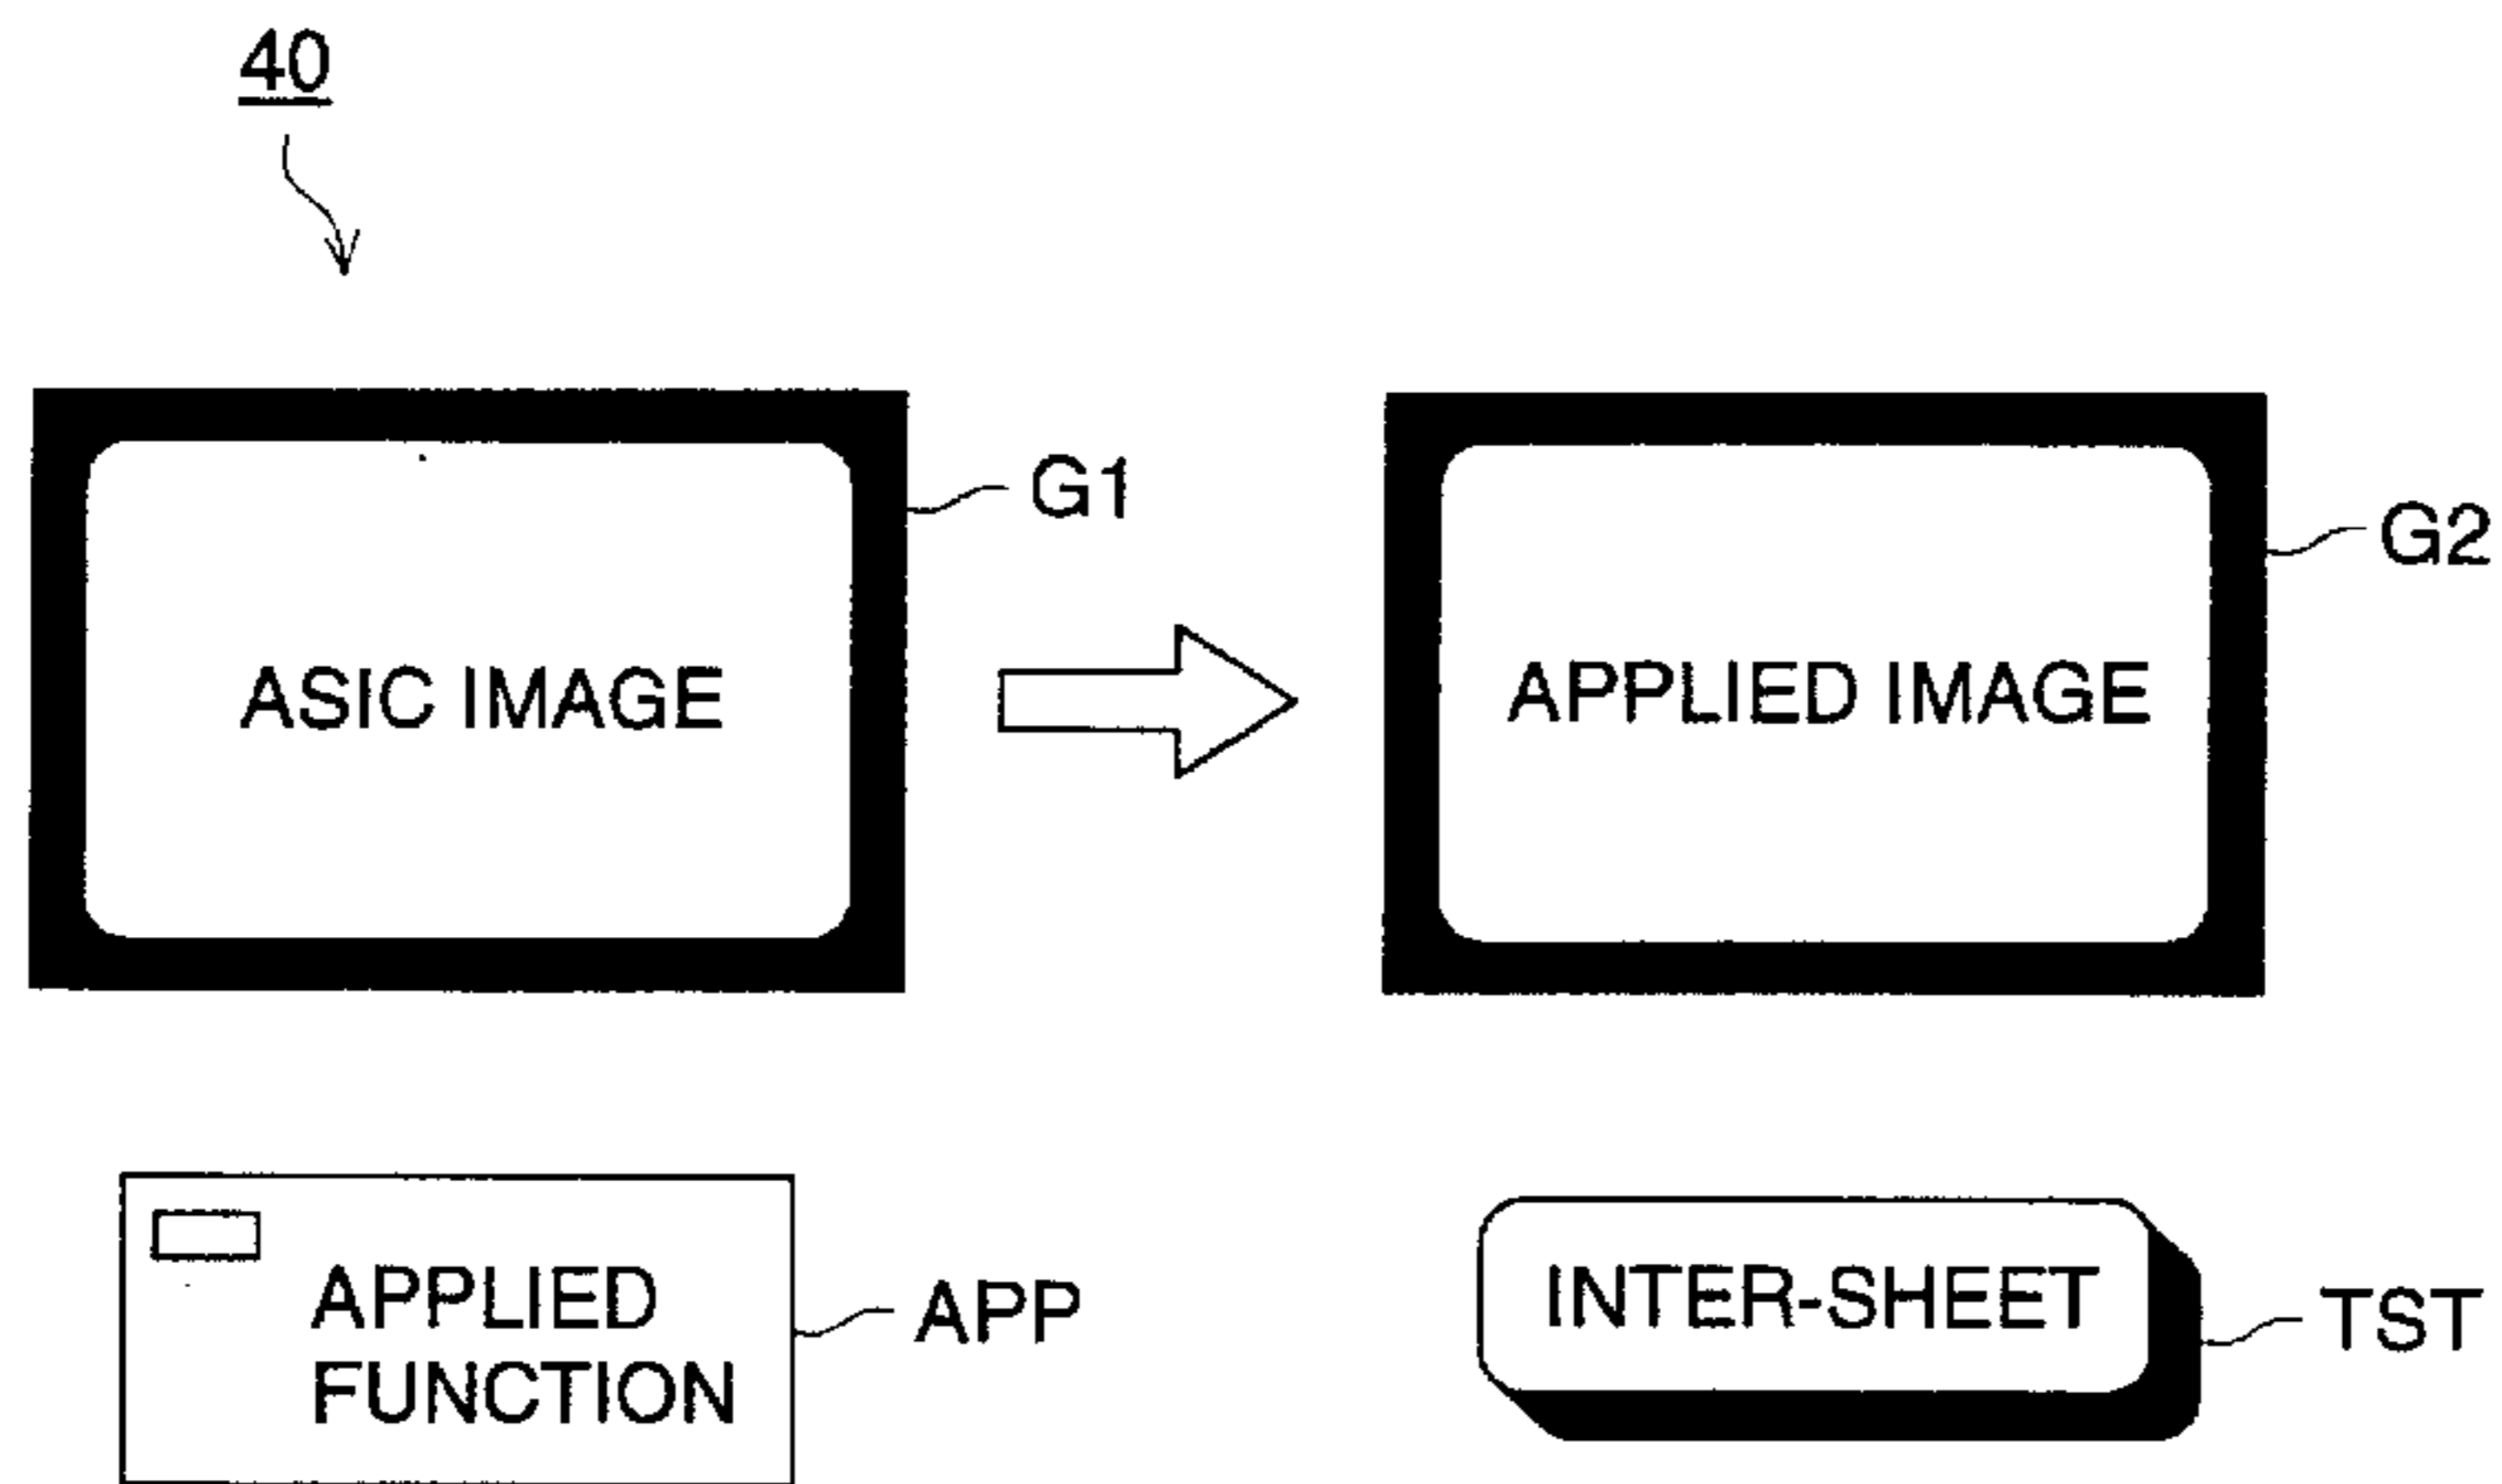 40
G1
G2
ASIC IMAGE
APPLIED IMAGE
APPLIED
FUNCTION
APP
INTER-SHEET
TST